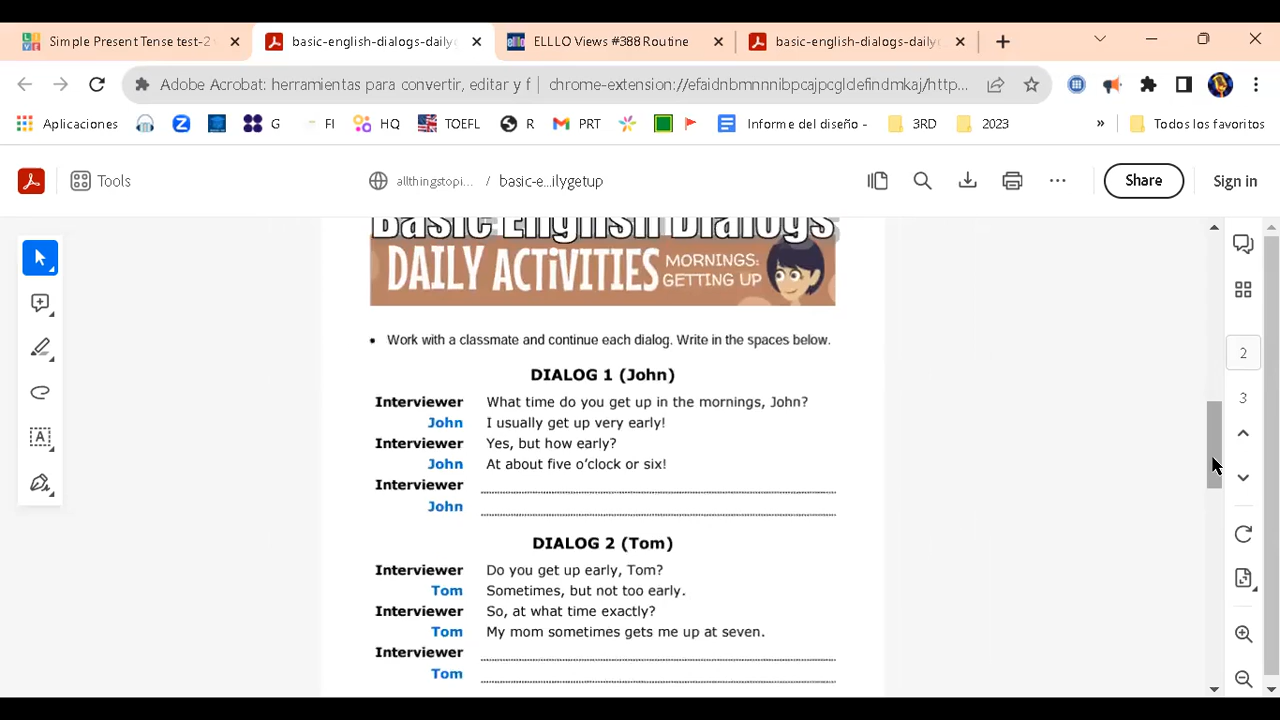 Simple Present Tense test-2
basic-english-dialogs-daily
ELLLO Views #388 Routine
basic-english-dialogs-daily
Adobe Acrobat: herramientas para convertir, editar y f
chrome-extension://efaidnbmnnnibpcajpcglclefindmkaj/http...
Aplicaciones
G
FI
HQ
TOEFL
R
PRT
Informe del diseño -
3RD
2023
»
Todos los favoritos
Tools
allthingstopi...
/ basic-e...ilygetup
Share
Sign in
Basic English Dialogs
DAILY ACTiViTiES
MORNINGS:
GETTING UP
• Work with a classmate and continue each dialog. Write in the spaces below.
DIALOG 1 (John)
Interviewer What time do you get up in the mornings, John?
John I usually get up very early!
Interviewer Yes, but how early?
John At about five o’clock or six!
Interviewer
John
DIALOG 2 (Tom)
Interviewer Do you get up early, Tom?
Tom Sometimes, but not too early.
Interviewer So, at what time exactly?
Tom My mom sometimes gets me up at seven.
Interviewer
Tom
2
3